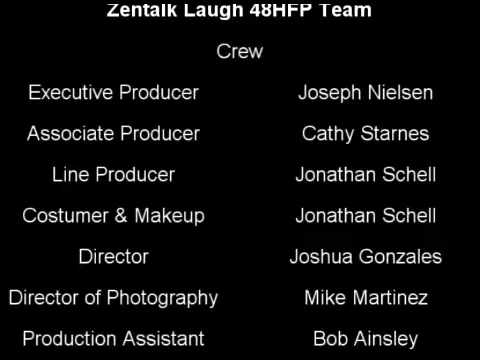 Zentalk Laugh 48HFP Team
Crew
Executive Producer Joseph Nielsen
Associate Producer Cathy Starnes
Line Producer Jonathan Schell
Costumer & Makeup Jonathan Schell
Director Joshua Gonzales
Director of Photography Mike Martinez
Production Assistant Bob Ainsley